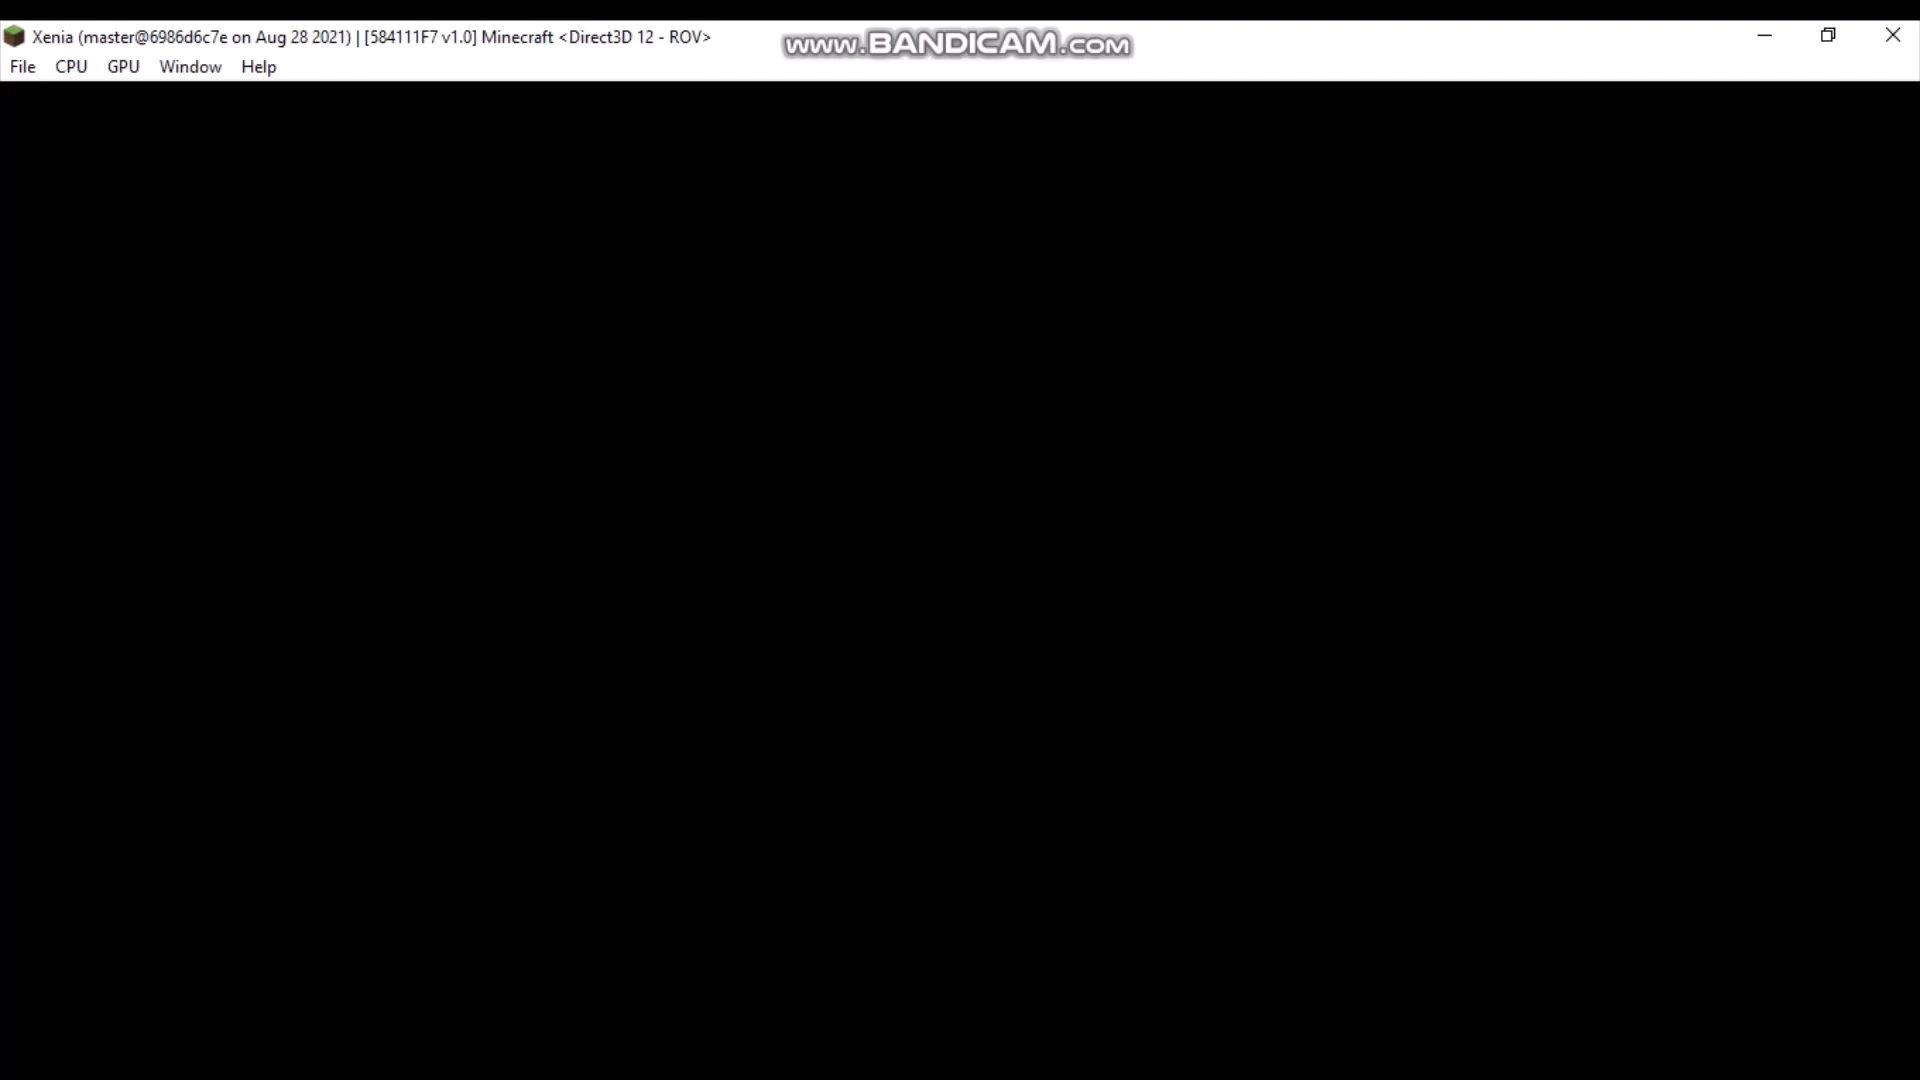 Xenia (master@6986d6c7e on Aug 28 2021) | [584111F7 v1.0] Minecraft <Direct3D 12 - ROV>
www.BANDICAM.com
File CPU GPU Window Help